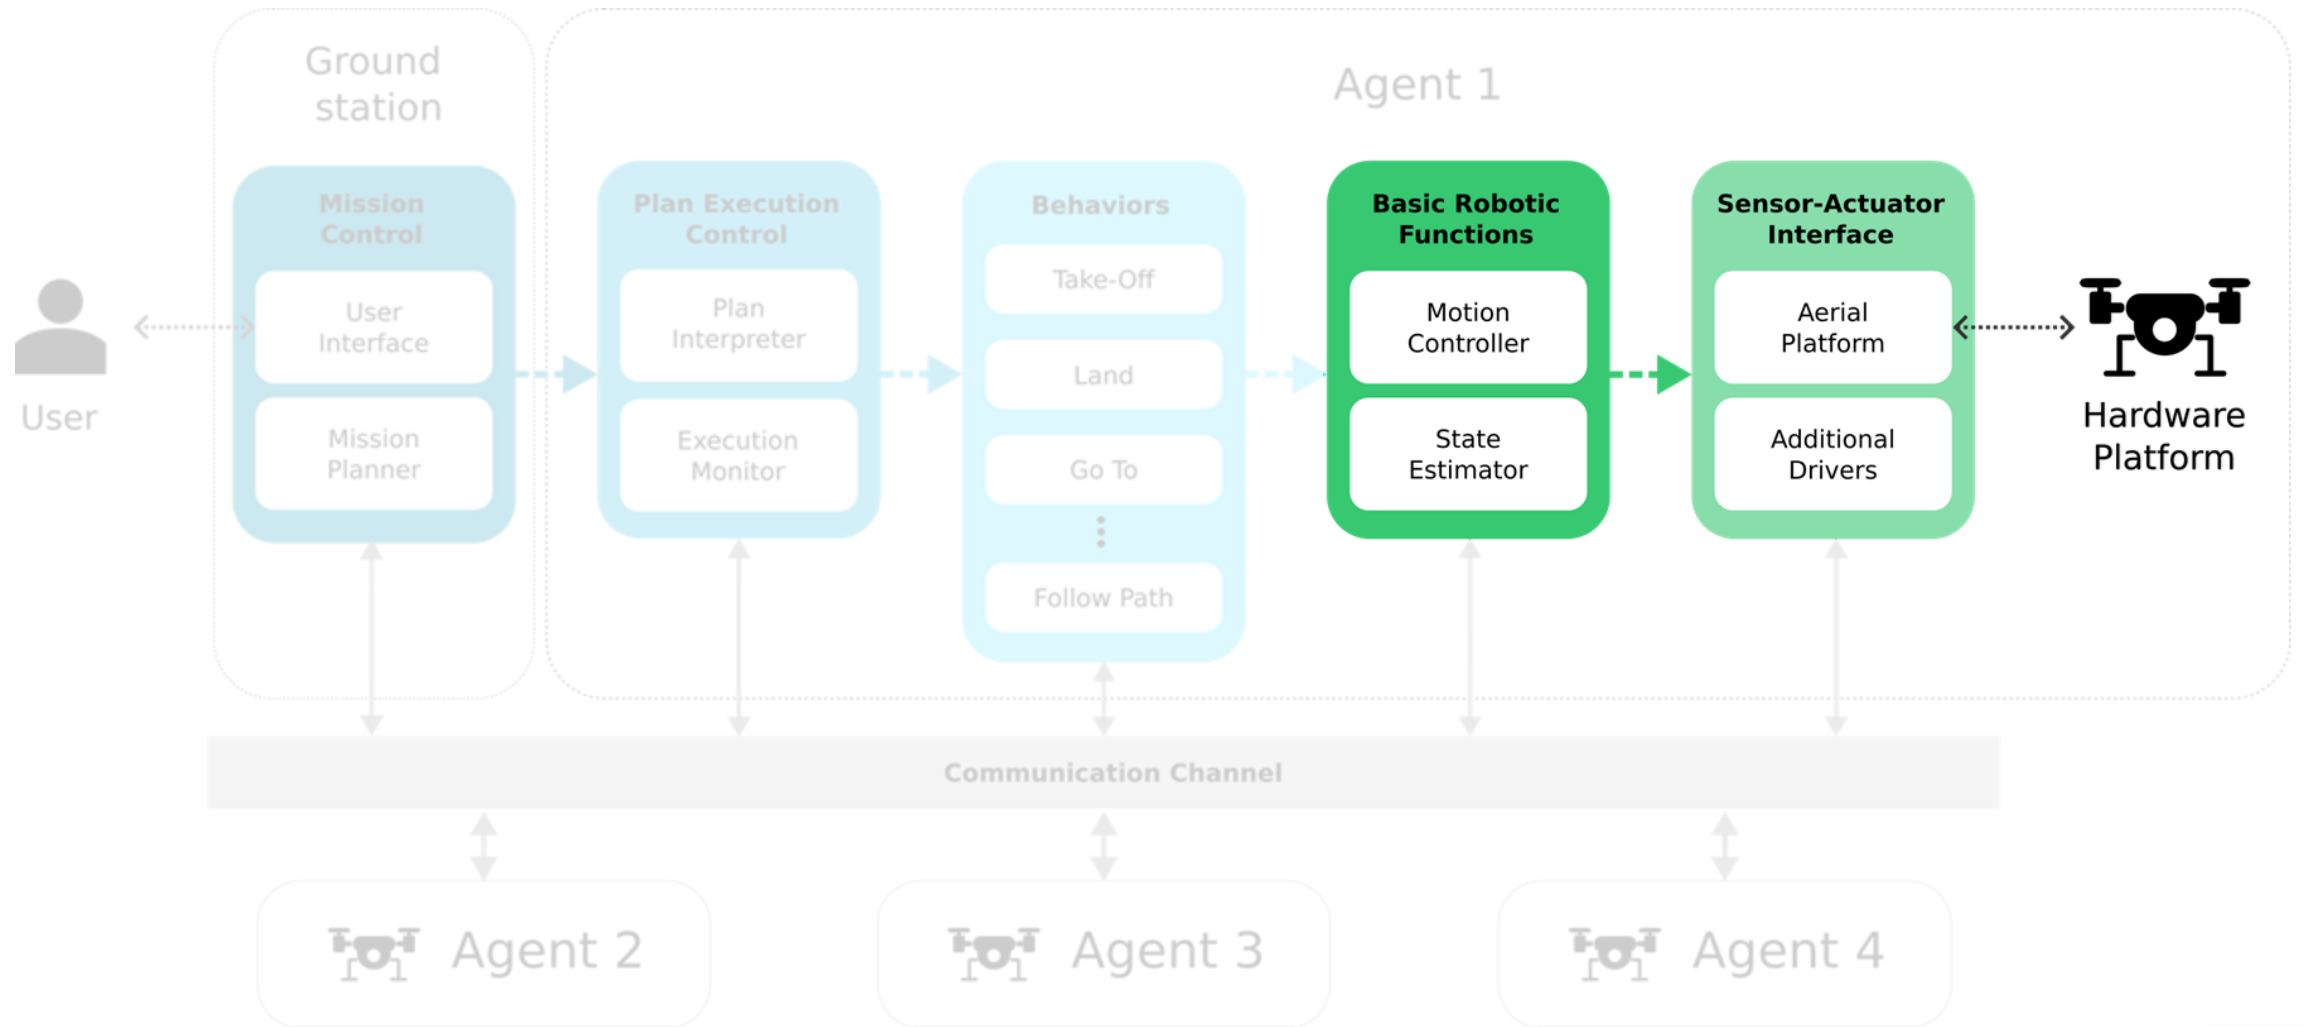 Ground
station
Agent 1
Mission
Control
User
Interface
Mission
Planner
Plan Execution
Control
Plan
Interpreter
Execution
Monitor
Behaviors
Take-Off
Land
Go To
Follow Path
Basic Robotic
Functions
Motion
Controller
State
Estimator
Sensor-Actuator
Interface
Aerial
Platform
Additional
Drivers
User
Hardware
Platform
Communication Channel
Agent 2
Agent 3
Agent 4